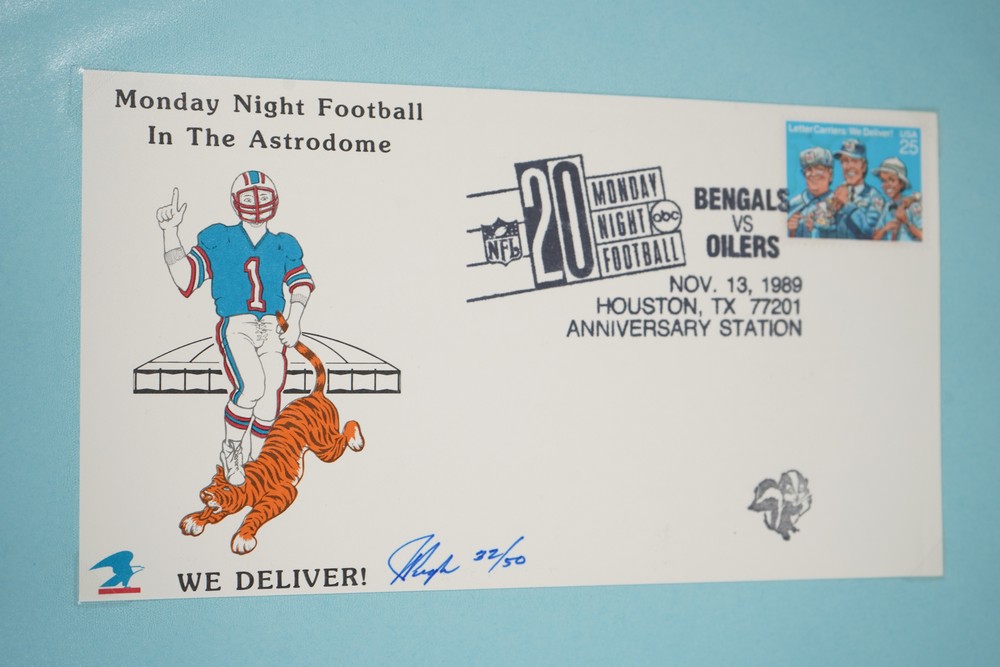 Monday Night Football
In The Astrodome
1
NFL
20
MONDAY
NIGHT abc
FOOTBALL
BENGALS
VS
OILERS
NOV. 13, 1989
HOUSTON, TX 77201
ANNIVERSARY STATION
Letter Carriers: We Deliver! USA
25
WE DELIVER!
32/50